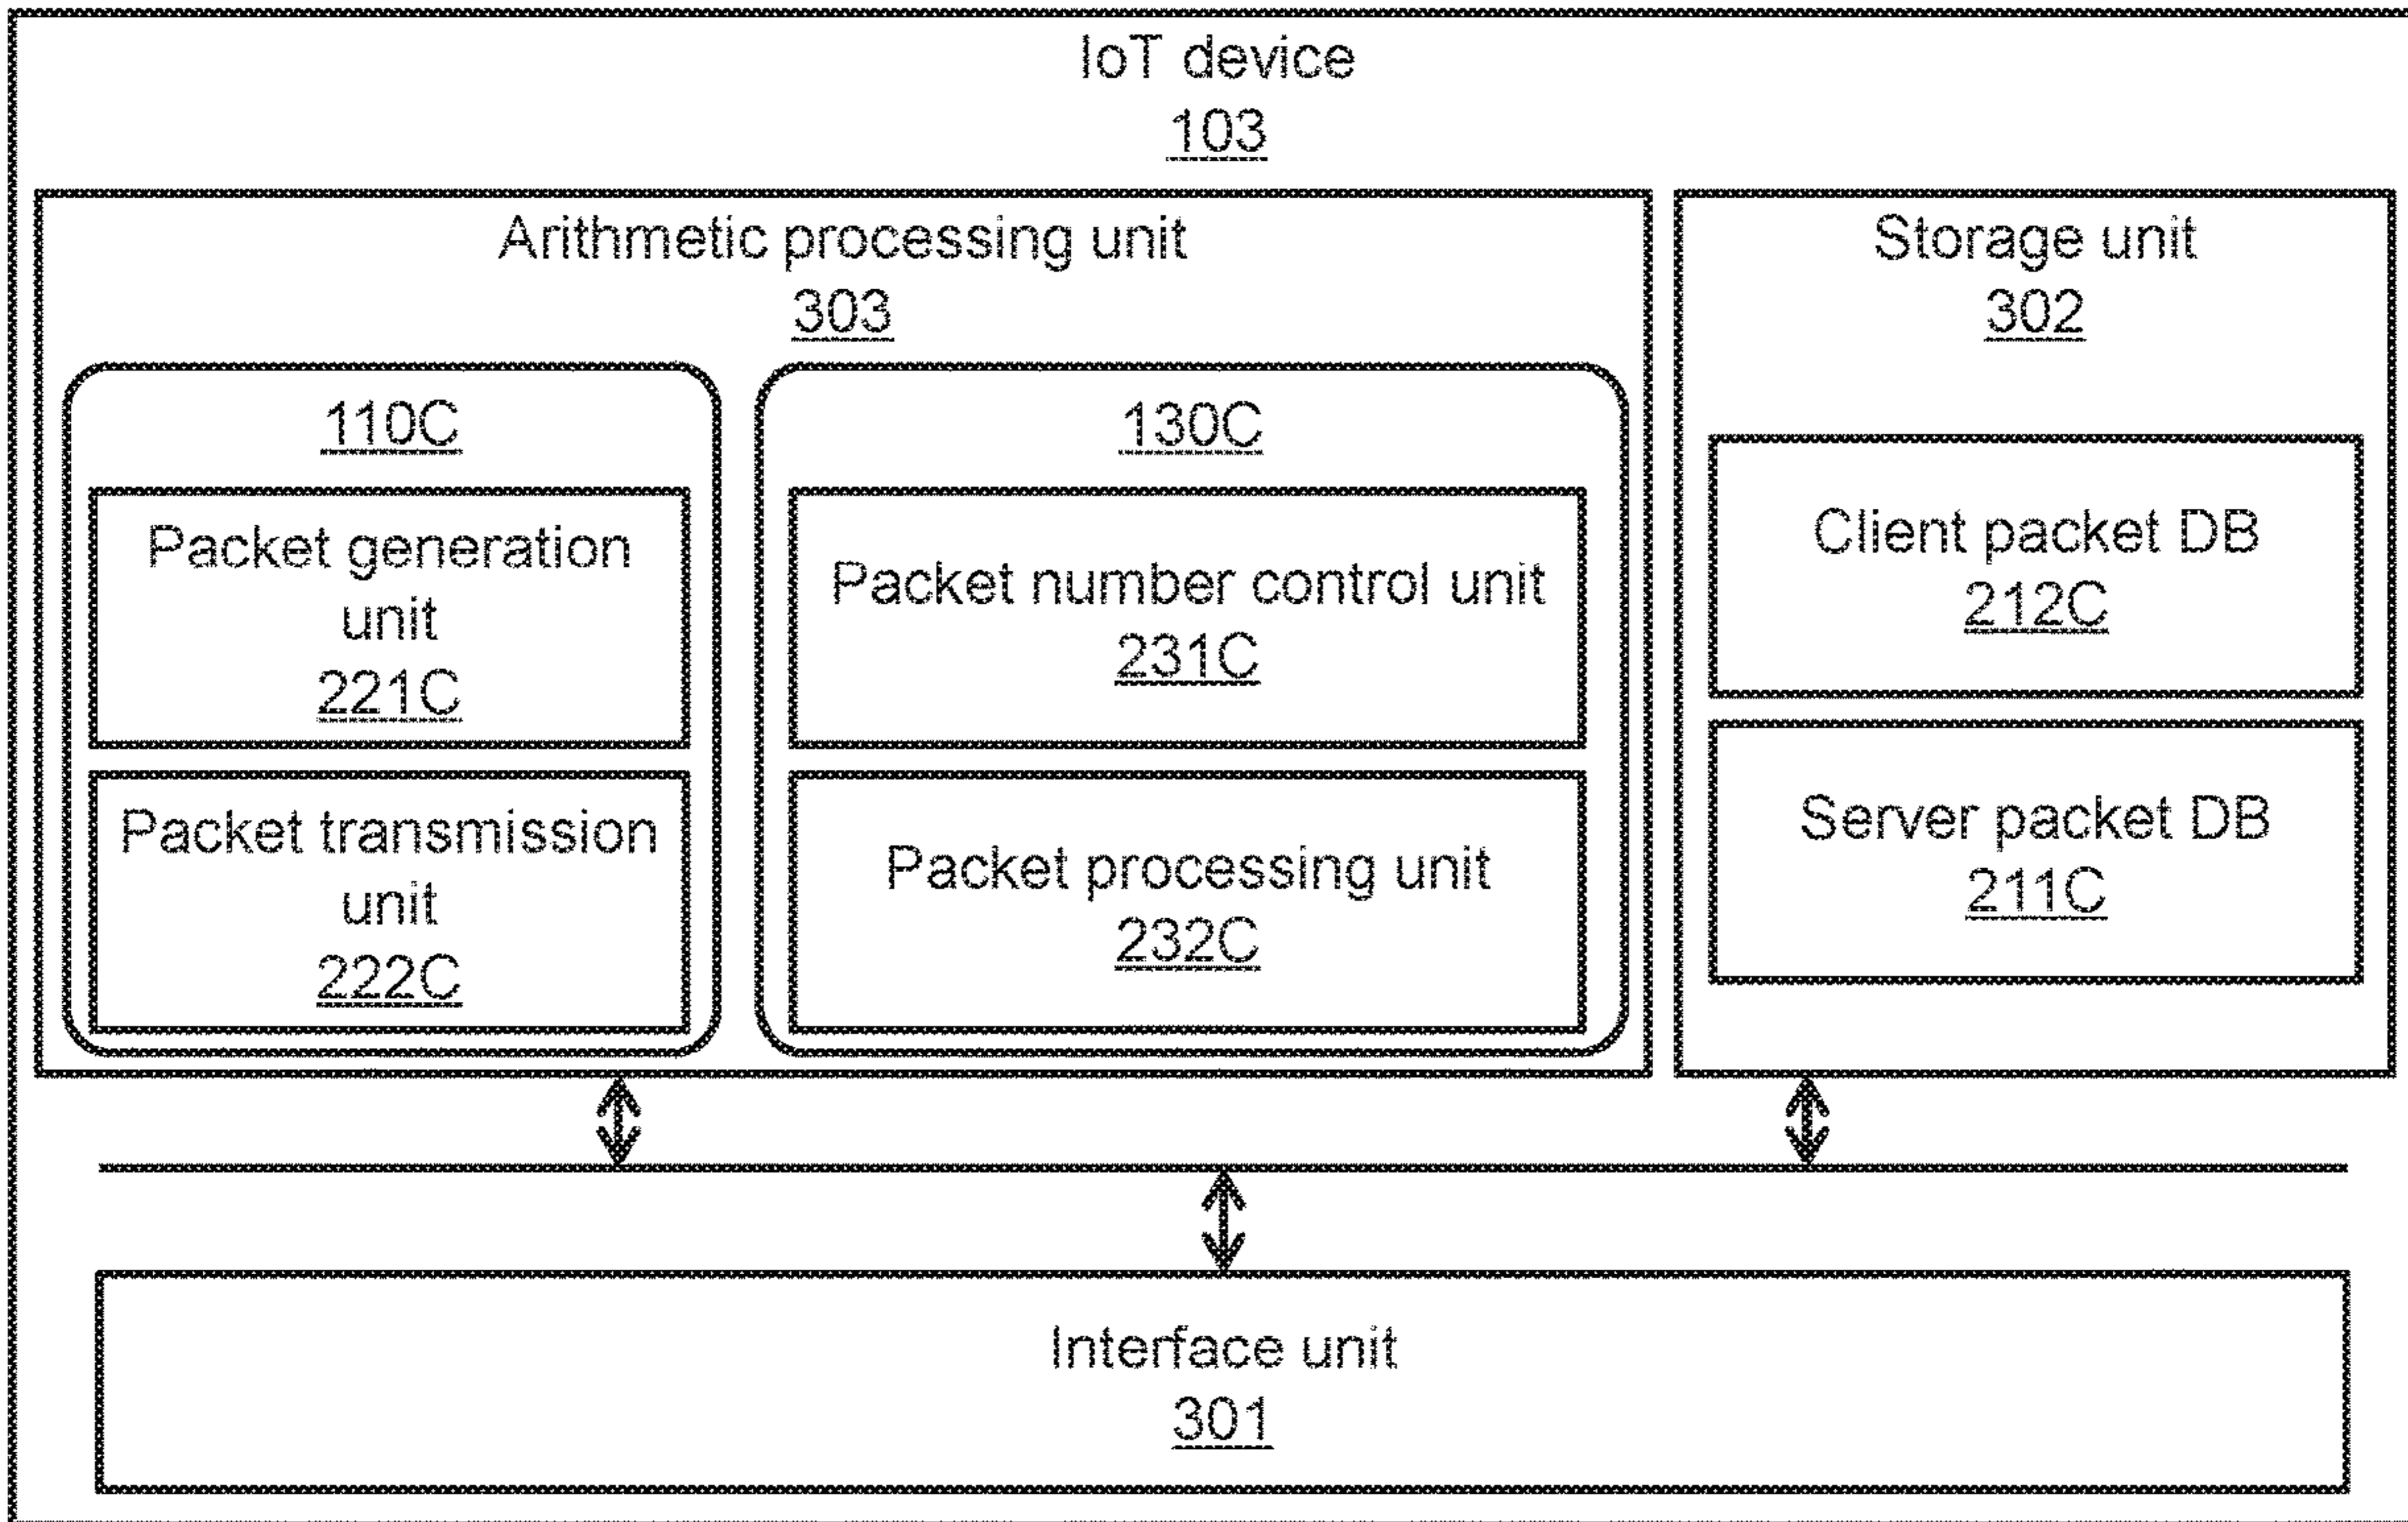 IoT device
103
Arithmetic processing unit
303
110C
Packet generation
unit
221C
Packet transmission
unit
222C
130C
Packet number control unit
231C
Packet processing unit
232C
Storage unit
302
Client packet DB
212C
Server packet DB
211C
Interface unit
301